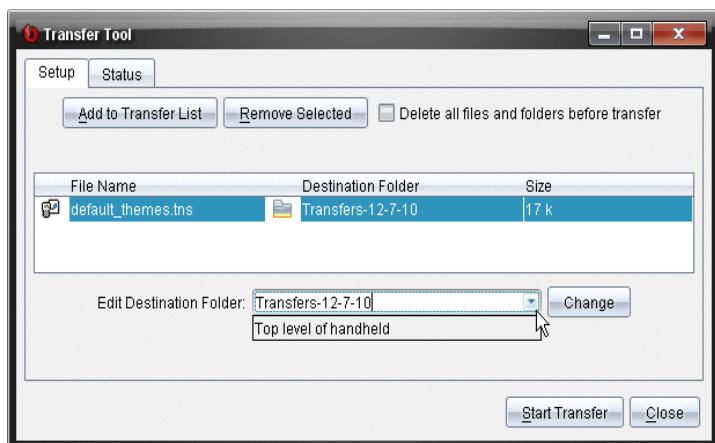 Transfer Tool
Setup Status
Add to Transfer List Remove Selected Delete all files and folders before transfer
File Name Destination Folder Size
default_themes.tns Transfers-12-7-10 17 k
Edit Destination Folder: Transfers-12-7-10 Change
Top level of handheld
Start Transfer Close